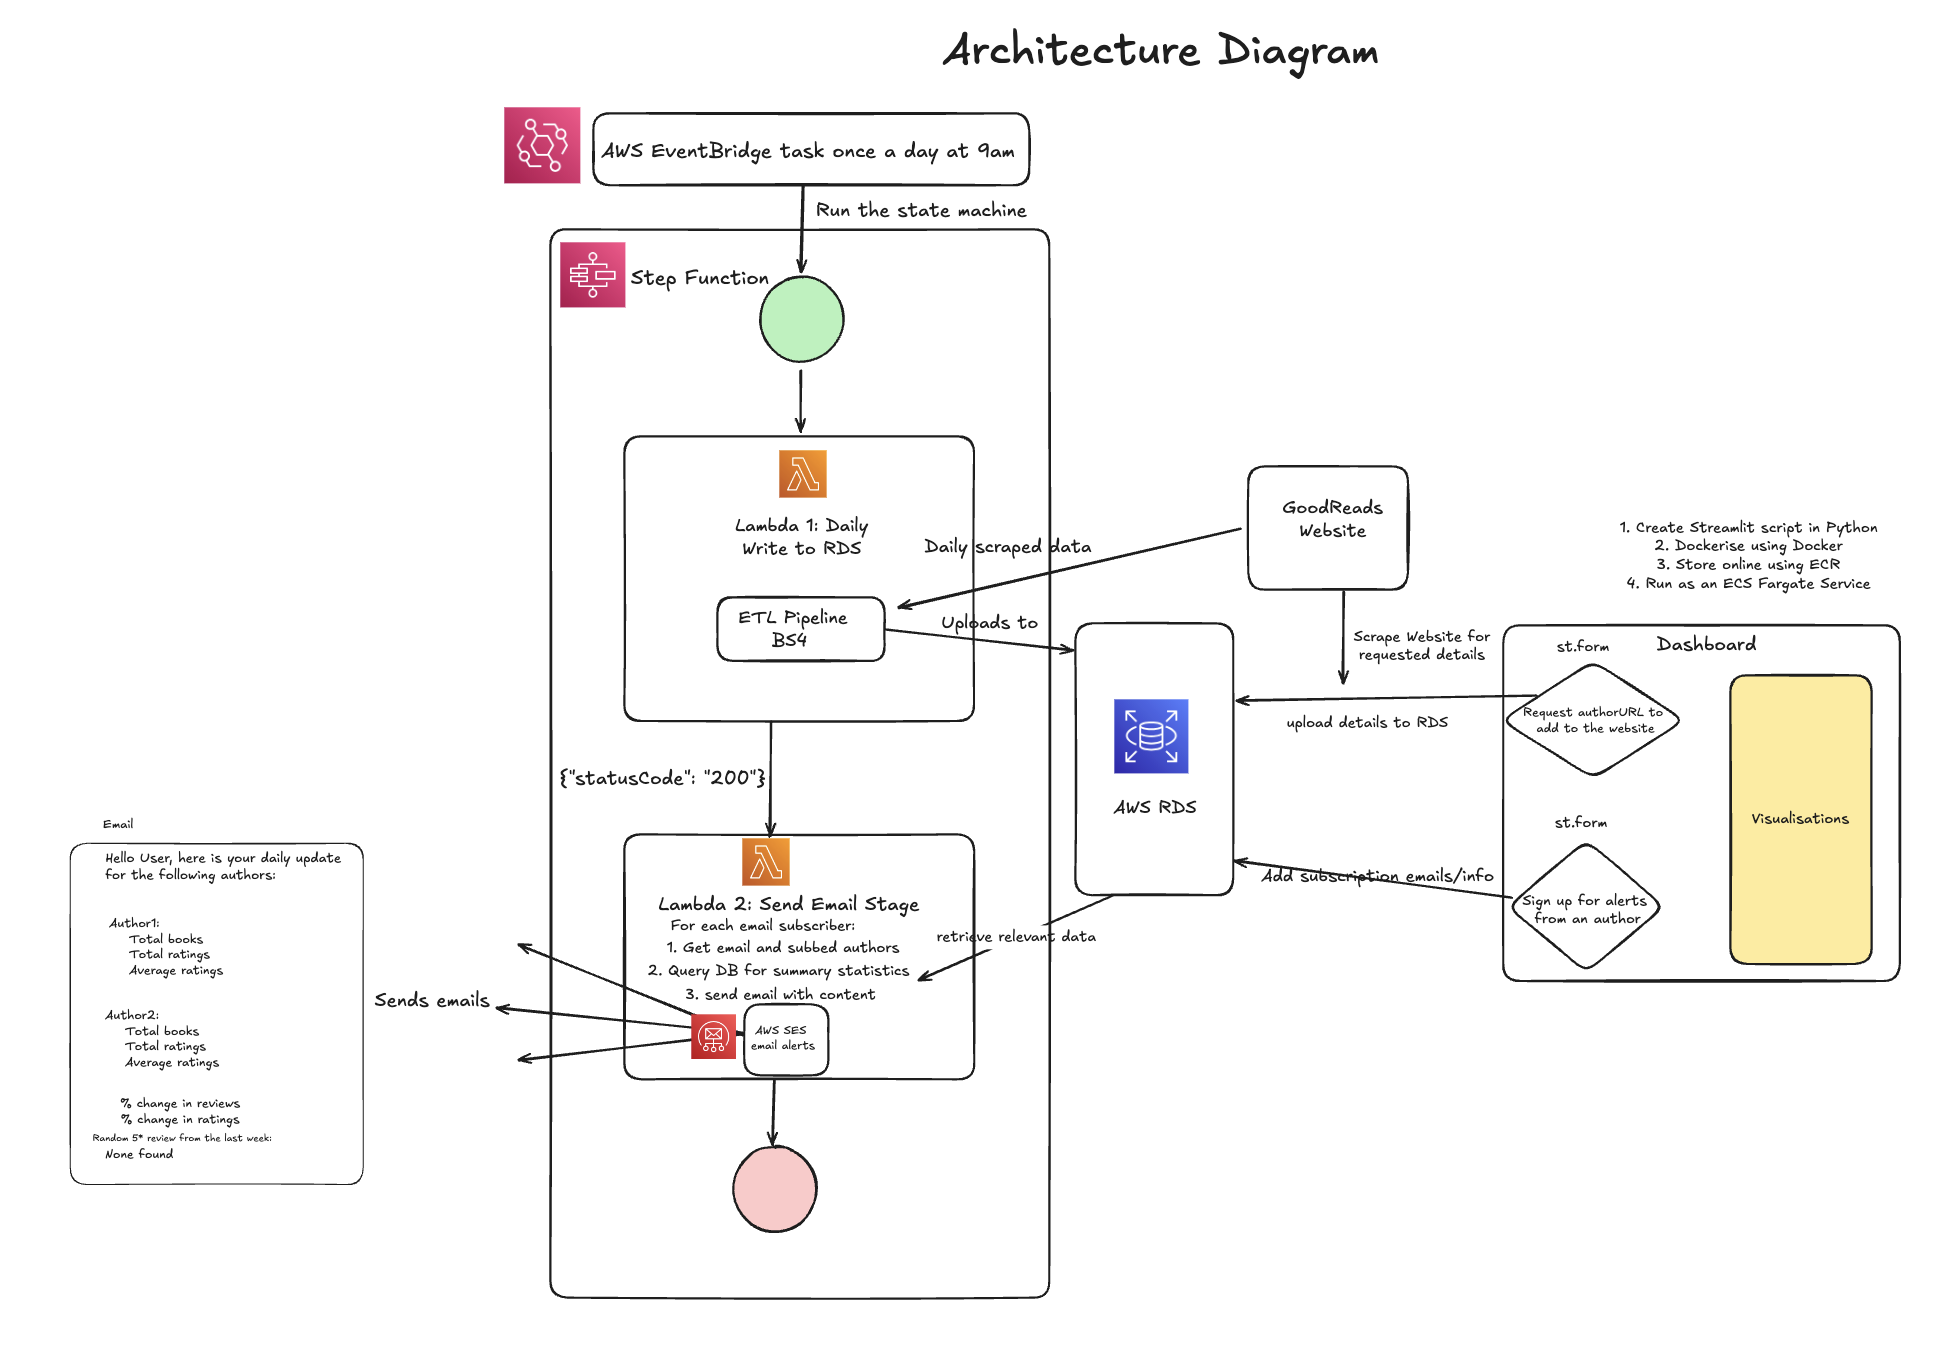 Architecture Diagram
AWS EventBridge task once a day at 9am
Run the state machine
Step Function
Lambda 1: Daily
Write to RDS
ETL Pipeline
BS4
Daily scraped data
Uploads to
GoodReads
Website
Scrape Website for
requested details
upload details to RDS
AWS RDS
Add subscription emails/info
retrieve relevant data
1. Create Streamlit script in Python
2. Dockerise using Docker
3. Store online using ECR
4. Run as an ECS Fargate Service
Dashboard
st.form
Request authorURL to
add to the website
st.form
Sign up for alerts
from an author
Visualisations
{"statusCode": "200"}
Lambda 2: Send Email Stage
For each email subscriber:
1. Get email and subbed authors
2. Query DB for summary statistics
3. send email with content
AWS SES
email alerts
Sends emails
Email
Hello User, here is your daily update
for the following authors:
Author1:
Total books
Total ratings
Average ratings
Author2:
Total books
Total ratings
Average ratings
% change in reviews
% change in ratings
Random 5* review from the last week:
None found